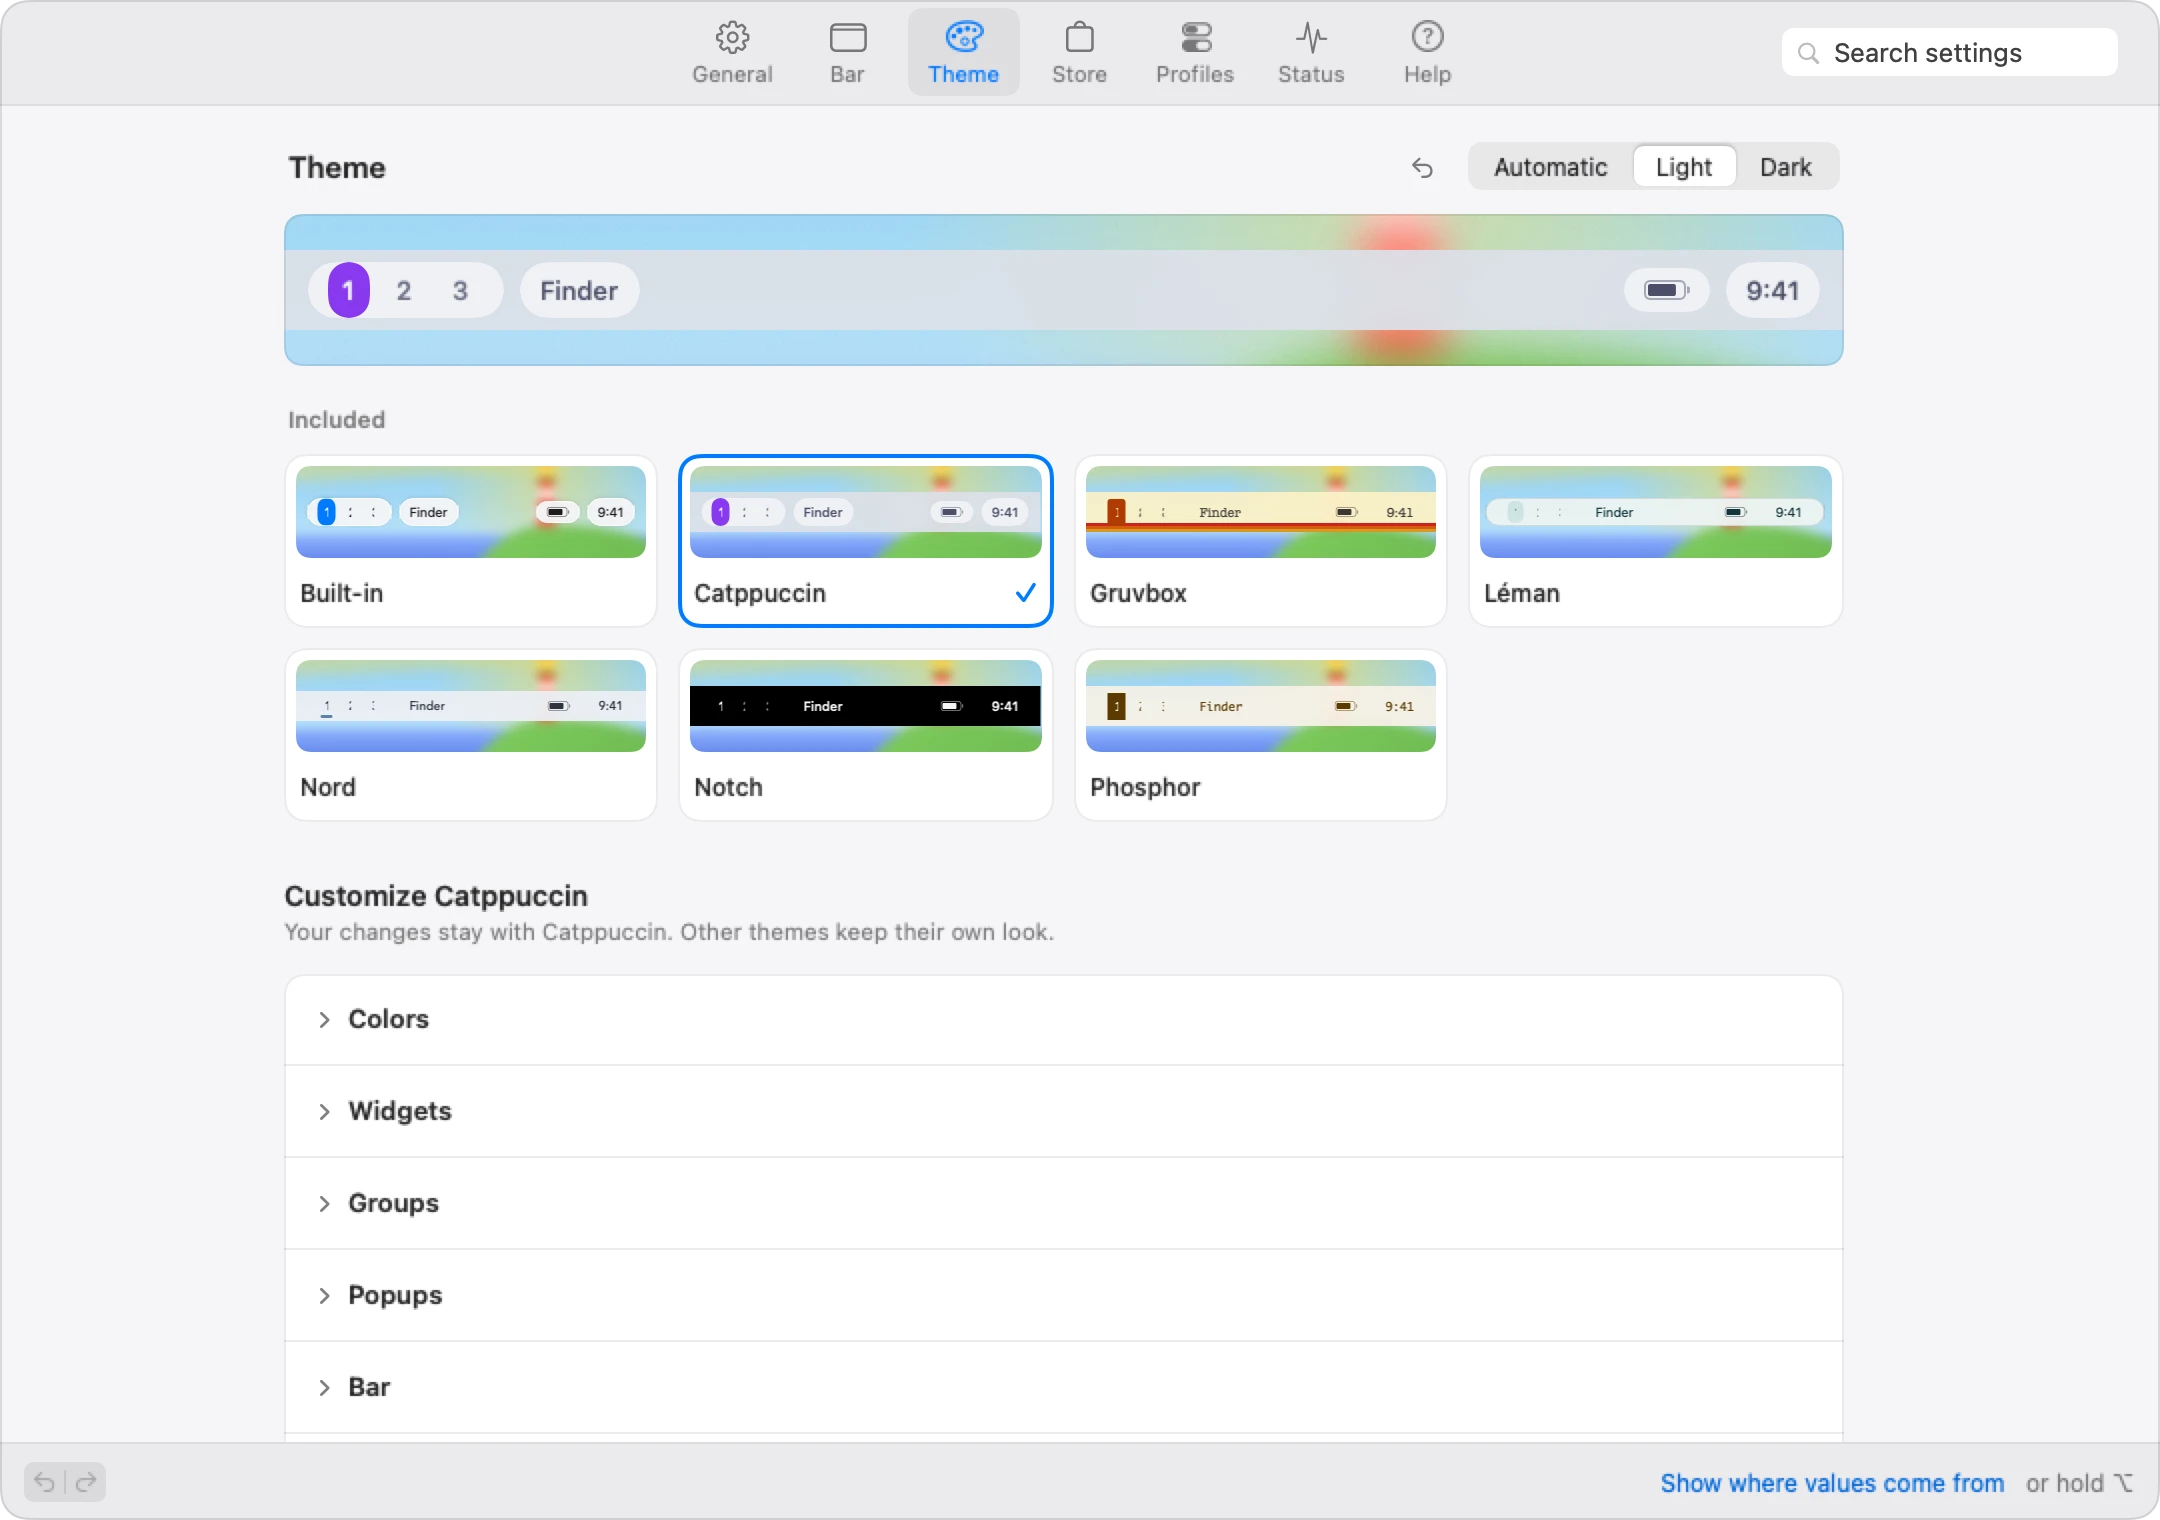 General
Bar
Theme
Store
Profiles
Status
Help
Search settings
Theme
Automatic
Light
Dark
1 2 3 Finder 9:41
Included
1 Finder 9:41
1 Finder 9:41
1 Finder 9:41
Finder 9:41
Built-in
Catppuccin
Gruvbox
Léman
1 Finder 9:41
1 Finder 9:41
1 Finder 9:41
Nord
Notch
Phosphor
Customize Catppuccin
Your changes stay with Catppuccin. Other themes keep their own look.
Colors
Widgets
Groups
Popups
Bar
Show where values come from or hold ⌥